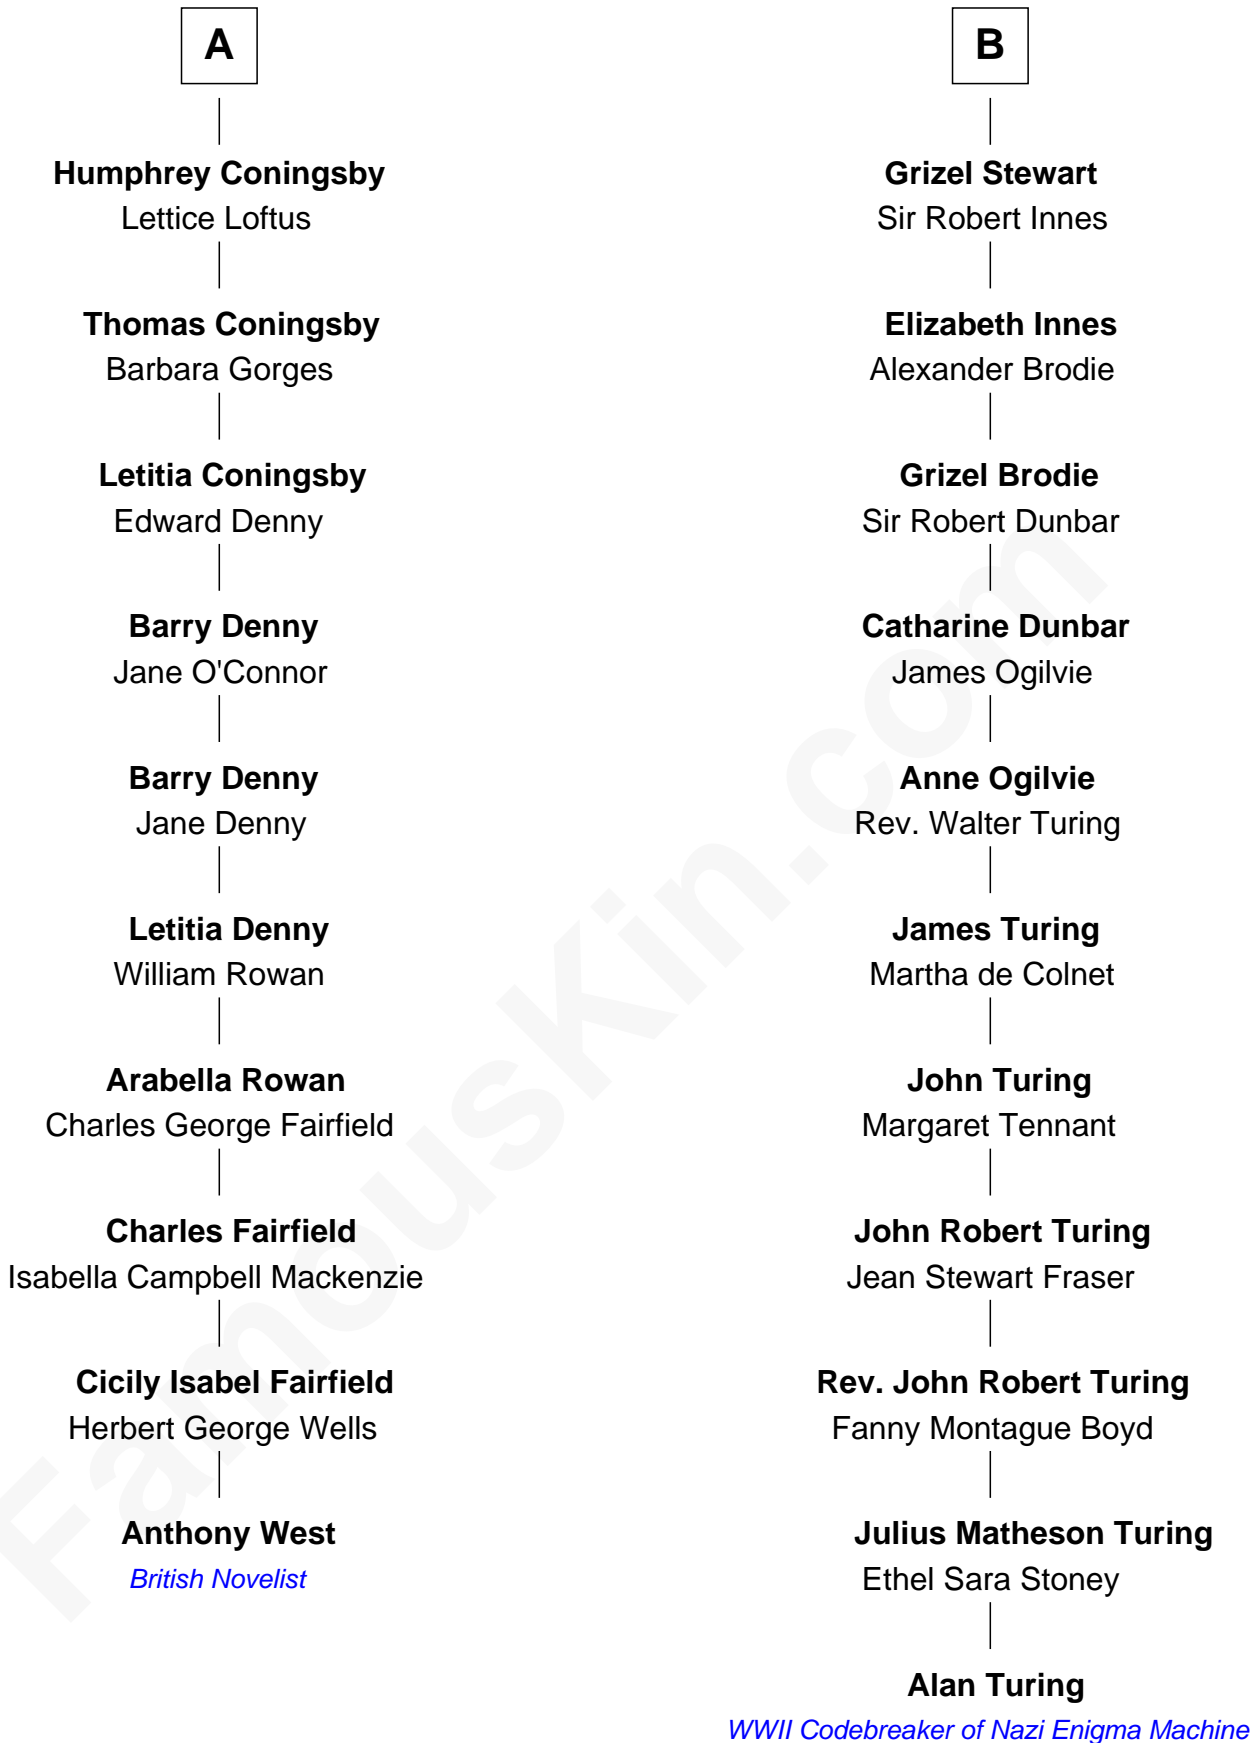 A
Humphrey Coningsby
Lettice Loftus
Thomas Coningsby
Barbara Gorges
Letitia Coningsby
Edward Denny
Barry Denny
Jane O'Connor
Barry Denny
Jane Denny
Letitia Denny
William Rowan
Arabella Rowan
Charles George Fairfield
Charles Fairfield
Isabella Campbell Mackenzie
Cicily Isabel Fairfield
Herbert George Wells
Anthony West
British Novelist
B
Grizel Stewart
Sir Robert Innes
Elizabeth Innes
Alexander Brodie
Grizel Brodie
Sir Robert Dunbar
Catharine Dunbar
James Ogilvie
Anne Ogilvie
Rev. Walter Turing
James Turing
Martha de Colnet
John Turing
Margaret Tennant
John Robert Turing
Jean Stewart Fraser
Rev. John Robert Turing
Fanny Montague Boyd
Julius Matheson Turing
Ethel Sara Stoney
Alan Turing
WWII Codebreaker of Nazi Enigma Machine
FamousKin.com